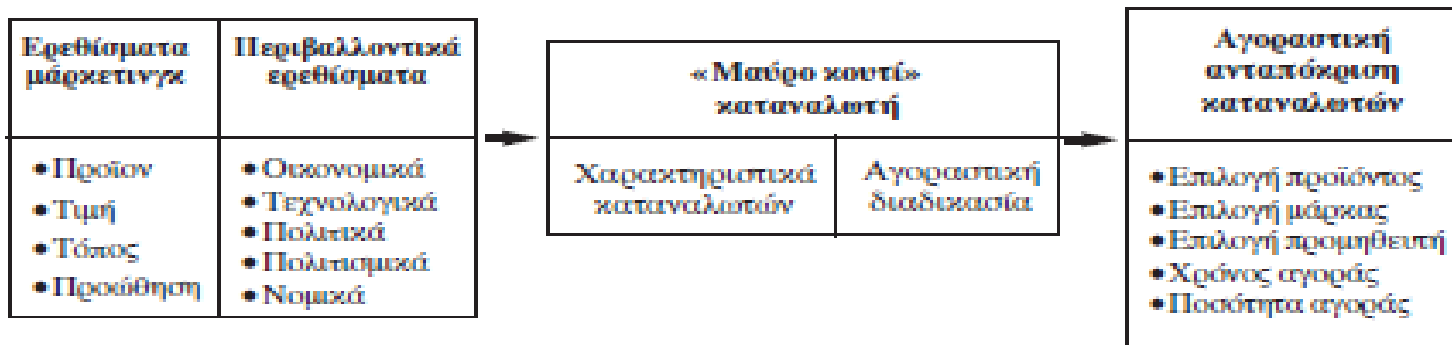 Ερεθίσματα
μάρκετινγκ
Περιβαλλοντικά
ερεθίσματα
«Μαύρο κουτί»
καταναλωτή
Αγοραστική
ανταπόκριση
καταναλωτών
●Προϊον
●Τιμή
●Τόπος
●Προώθηση
●Οικονομικά
●Τεχνολογικά
●Πολιτικά
●Πολιτισμικά
●Νομικά
Χαρακτηριστικά
καταναλωτών
Αγοραστική
διαδικασία
●Επιλογή προϊόντος
●Επιλογή μάρκας
●Επιλογή προμηθευτή
●Χρόνος αγοράς
●Ποσότητα αγοράς